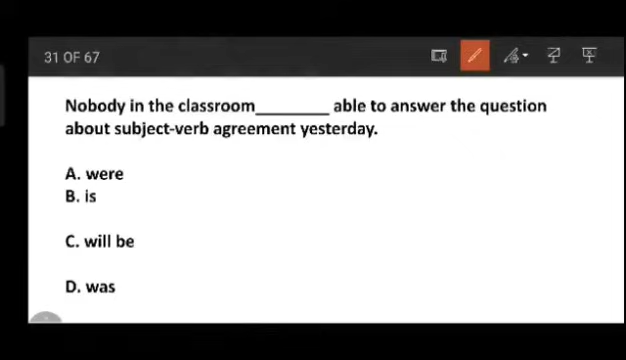 31 OF 67
Nobody in the classroom________ able to answer the question
about subject-verb agreement yesterday.
A. were
B. is
C. will be
D. was